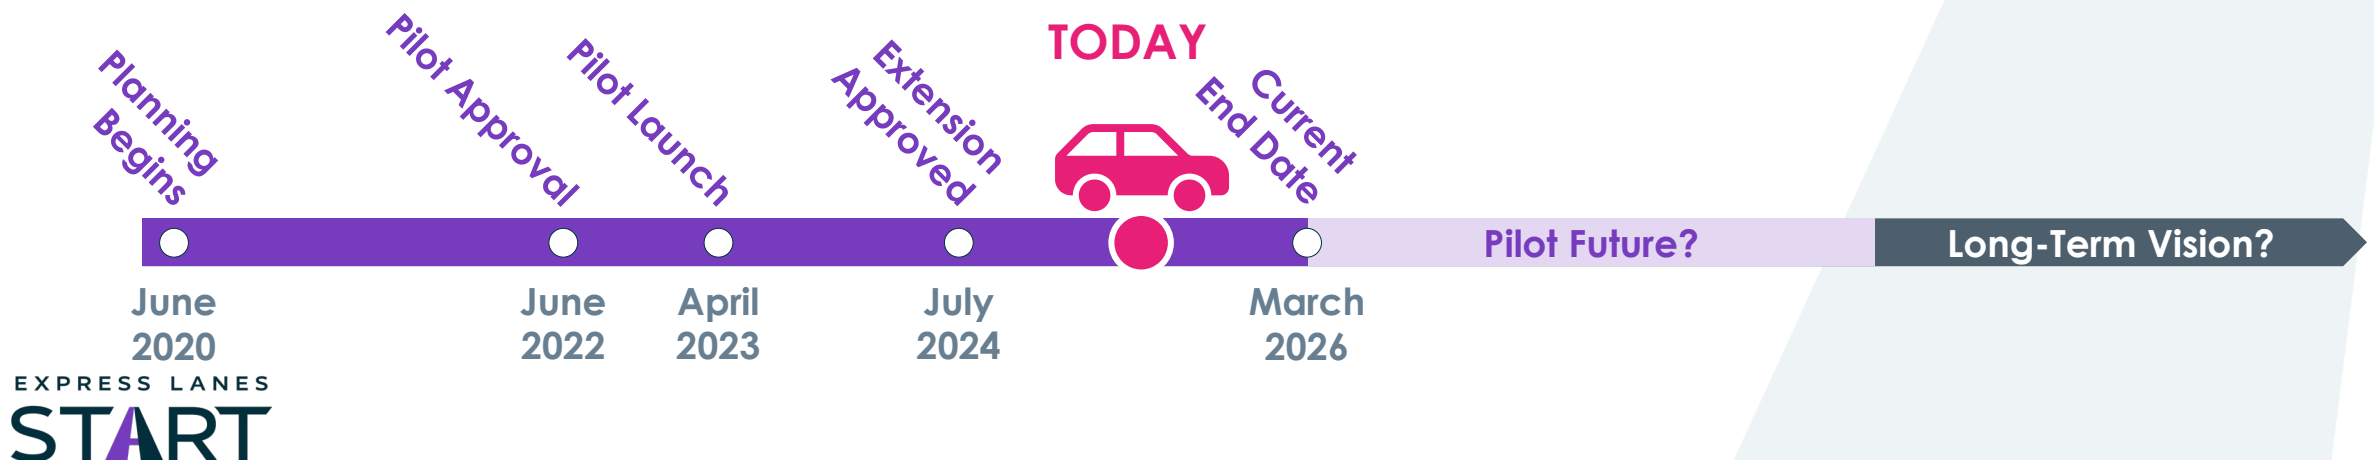 Planning
Begins
Pilot Approval
Pilot Launch
Extension
Approved
TODAY
Current
End Date
Pilot Future?
Long-Term Vision?
June
2020
June
2022
April
2023
July
2024
March
2026
EXPRESS LANES
START